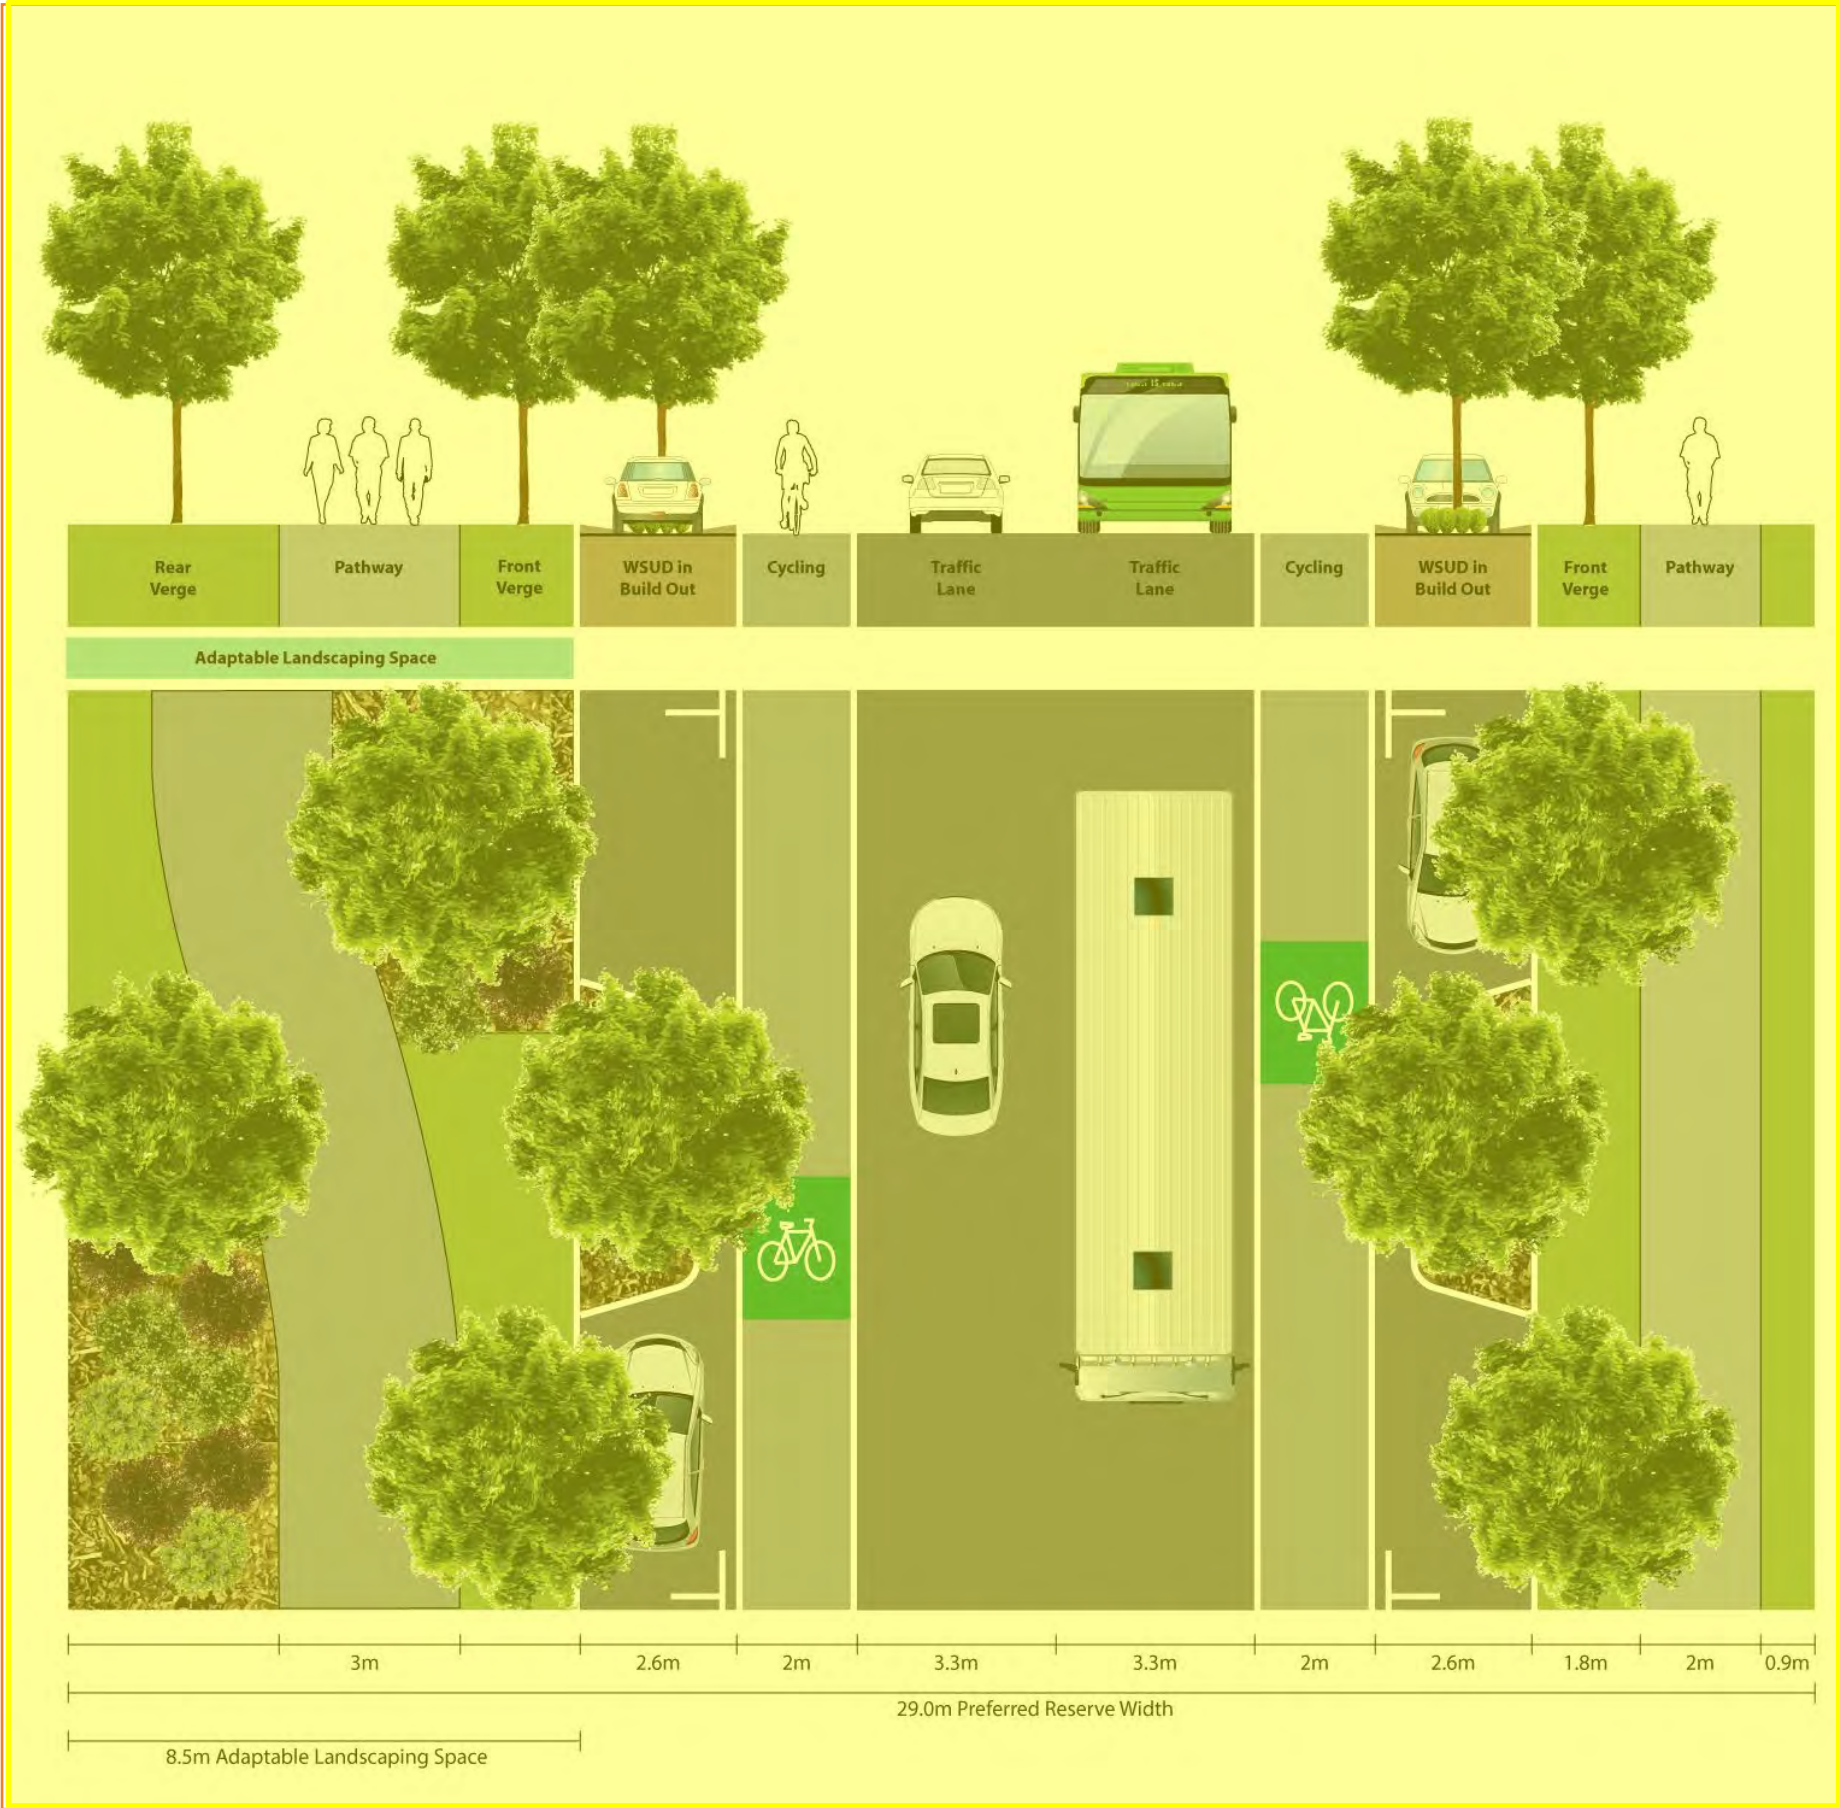 Rear
Verge
Pathway
Front
Verge
WSUD in
Build Out
Cycling
Traffic
Lane
Traffic
Lane
Cycling
WSUD in
Build Out
Front
Verge
Pathway
Adaptable Landscaping Space
3m
2.6m
2m
3.3m
3.3m
2m
2.6m
1.8m
2m
0.9m
29.0m Preferred Reserve Width
8.5m Adaptable Landscaping Space